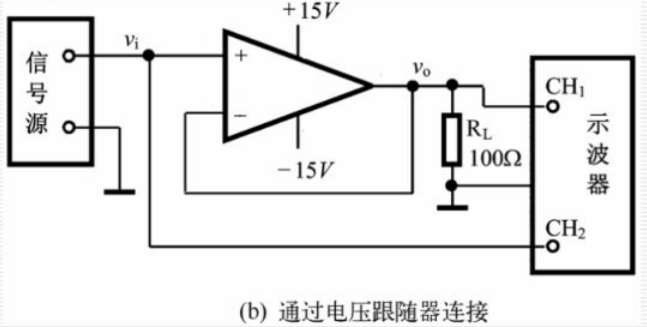 +15V
信号源
vi
+
−
vo
CH1
RL
100Ω
示波器
−15V
CH2
(b) 通过电压跟随器连接